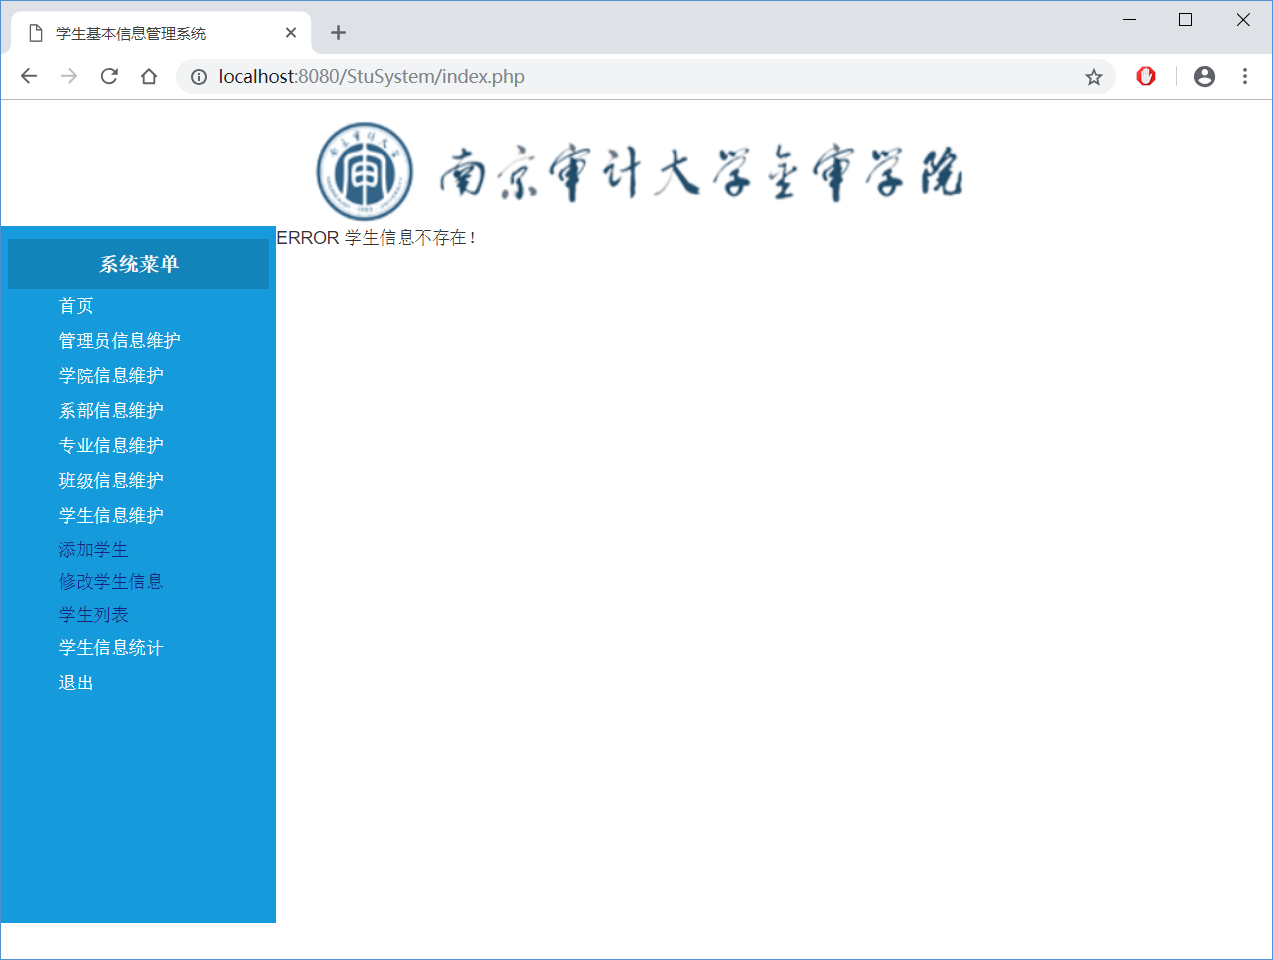 学生基本信息管理系统
localhost:8080/StuSystem/index.php
南京审计大学金审学院
ERROR 学生信息不存在！
系统菜单
首页
管理员信息维护
学院信息维护
系部信息维护
专业信息维护
班级信息维护
学生信息维护
添加学生
修改学生信息
学生列表
学生信息统计
退出